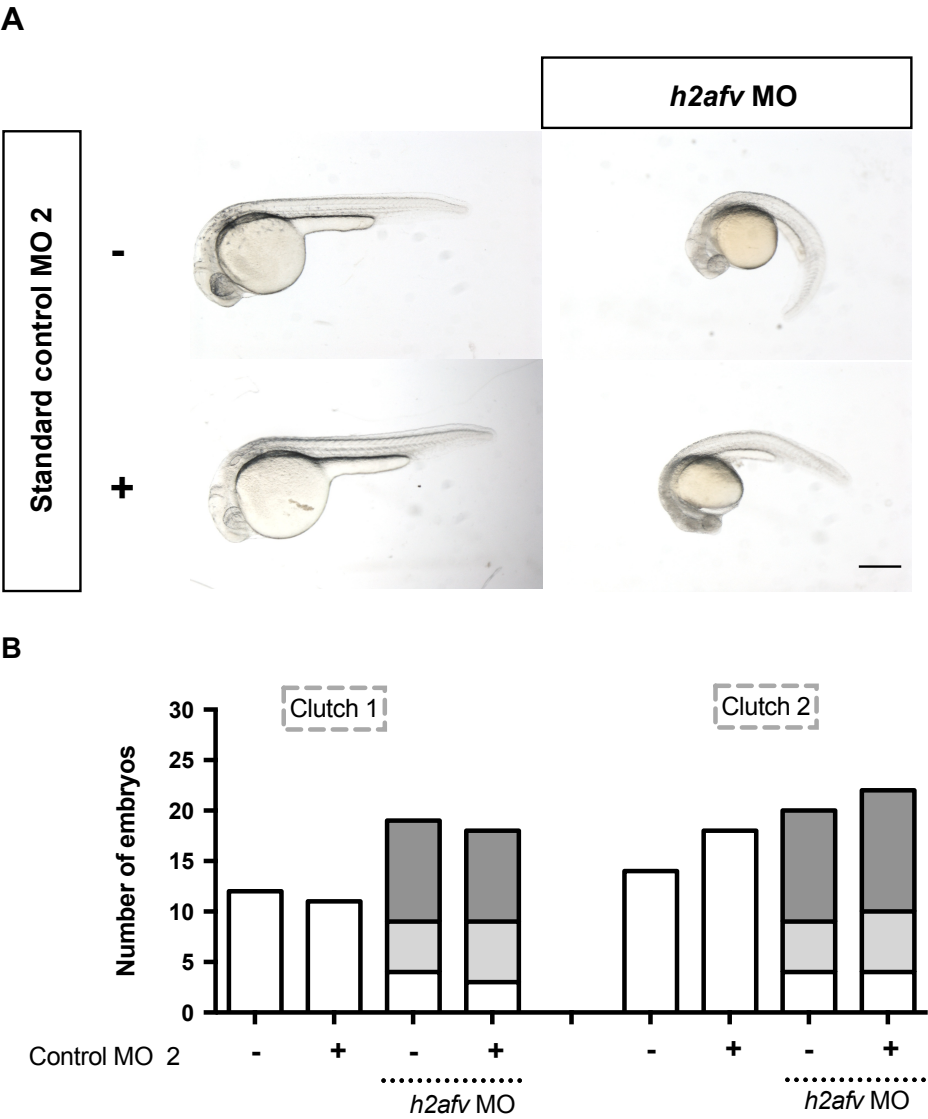 A
h2afv MO
Standard control MO 2
-
+
B
Clutch 1
Clutch 2
Number of embryos
30
25
20
15
10
5
0
Control MO 2 - + - + - + - +
h2afv MO
h2afv MO